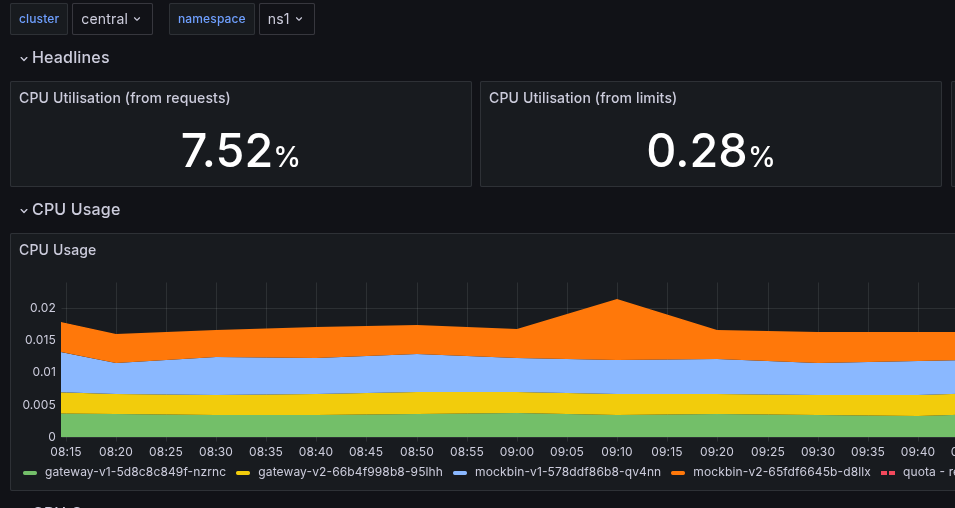 cluster central namespace ns1
Headlines
CPU Utilisation (from requests) CPU Utilisation (from limits)
7.52% 0.28%
CPU Usage
CPU Usage
0.02
0.015
0.01
0.005
0
08:15 08:20 08:25 08:30 08:35 08:40 08:45 08:50 08:55 09:00 09:05 09:10 09:15 09:20 09:25 09:30 09:35 09:40
gateway-v1-5d8c8c849f-nzrnc gateway-v2-66b4f998b8-95lhh mockbin-v1-578ddf86b8-qv4nn mockbin-v2-65fdf6645b-d8llx quota - re